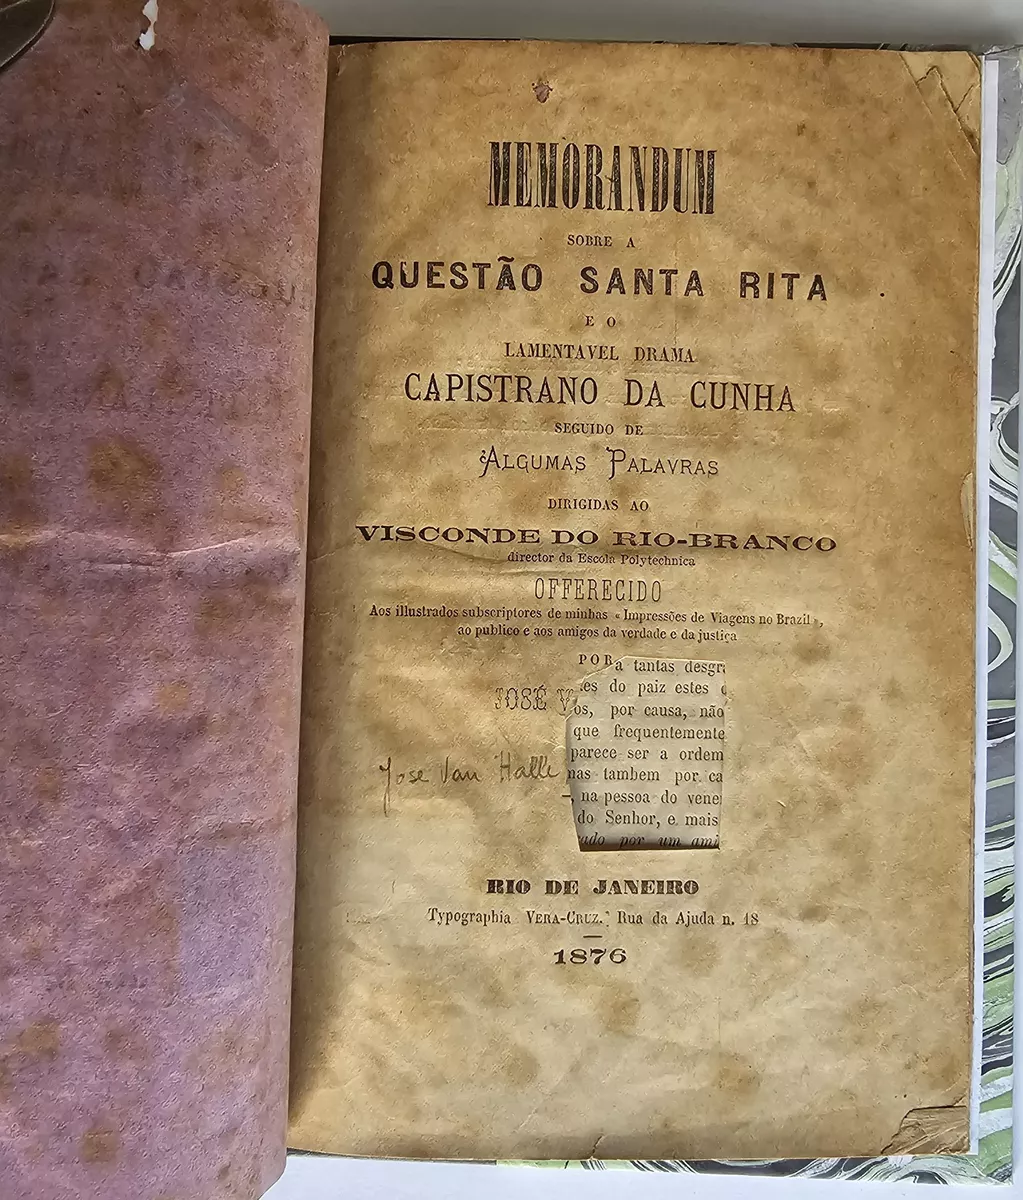 MEMORANDUM
SOBRE A
QUESTÃO SANTA RITA
E O
LAMENTAVEL DRAMA
CAPISTRANO DA CUNHA
SEGUIDO DE
ALGUMAS PALAVRAS
DIRIGIDAS AO
VISCONDE DO RIO-BRANCO
director da Escola Polytechnica
OFFERECIDO
Aos illustrados subscriptores de minhas « Impressões de Viagens no Brazil »,
ao publico e aos amigos da verdade e da justiça
POR
a tantas desgr
JOSÉ V
es do paiz estes
os, por causa, não
que frequentemente
parece ser a ordem
Jose Van Halle
nas tambem por ca
, na pessoa do vene
do Senhor, e mais
ado por um ami
RIO DE JANEIRO
Typographia VERA-CRUZ. Rua da Ajuda n. 18
1876